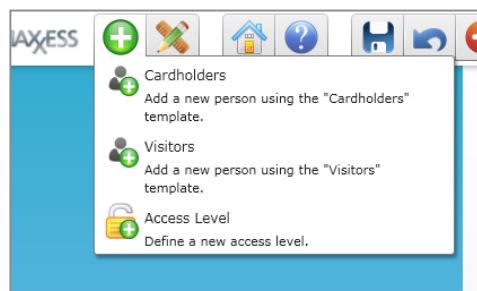 MAXXESS
Cardholders
Add a new person using the "Cardholders"
template.
Visitors
Add a new person using the "Visitors"
template.
Access Level
Define a new access level.